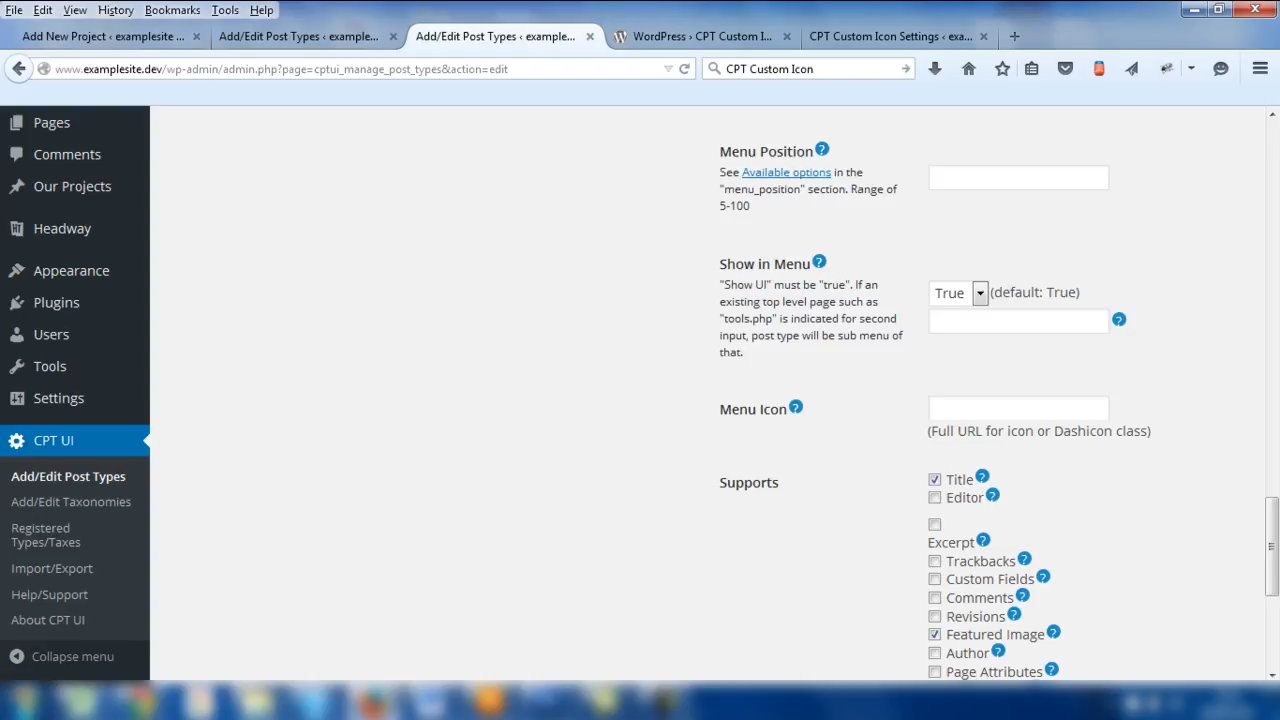 File Edit View History Bookmarks Tools Help
Add New Project ‹ examplesite ... × Add/Edit Post Types ‹ example... × Add/Edit Post Types ‹ example... × WordPress › CPT Custom I... × CPT Custom Icon Settings ‹ exa... ×
www.examplesite.dev/wp-admin/admin.php?page=cptui_manage_post_types&action=edit CPT Custom Icon
Pages
Comments
Our Projects
Headway
Appearance
Plugins
Users
Tools
Settings
CPT UI
Add/Edit Post Types
Add/Edit Taxonomies
Registered
Types/Taxes
Import/Export
Help/Support
About CPT UI
Collapse menu
Menu Position ?
See Available options in the
"menu_position" section. Range of
5-100
Show in Menu ?
"Show UI" must be "true". If an
existing top level page such as
"tools.php" is indicated for second
input, post type will be sub menu of
that.
True (default: True)
?
Menu Icon ?
(Full URL for icon or Dashicon class)
Supports
Title ?
Editor ?
Excerpt ?
Trackbacks ?
Custom Fields ?
Comments ?
Revisions ?
Featured Image ?
Author ?
Page Attributes ?